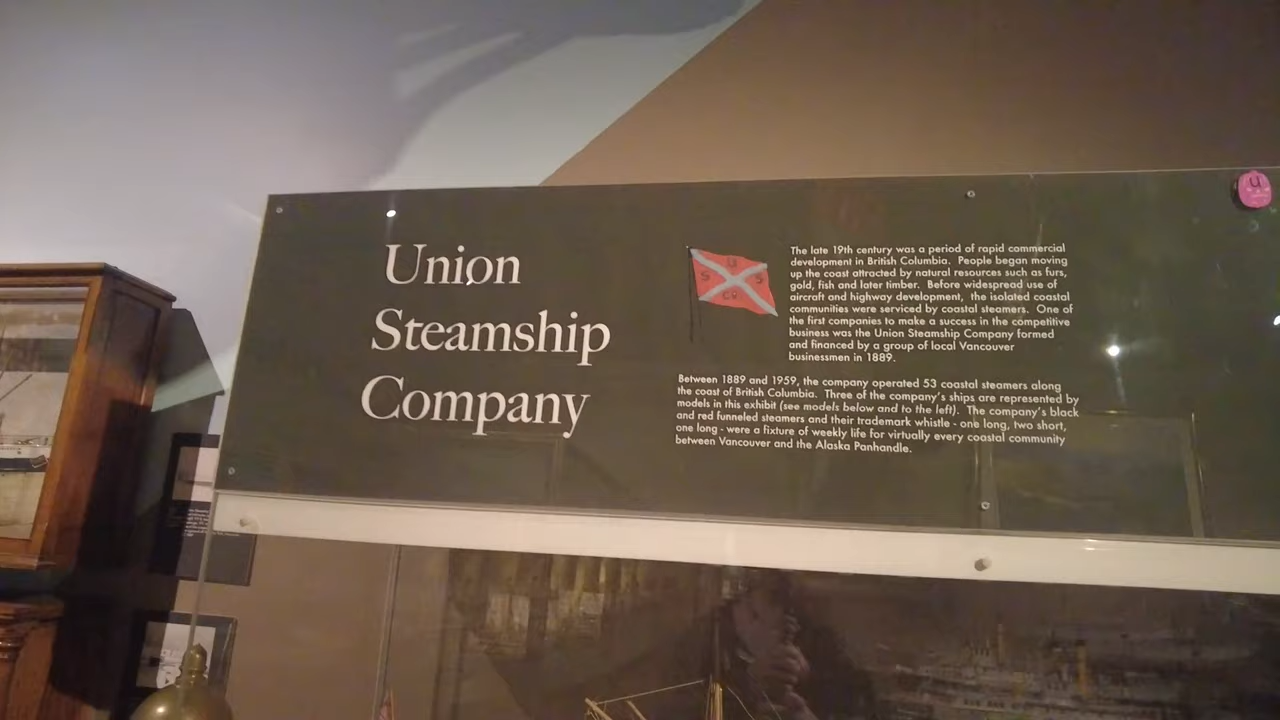 Union
Steamship
Company
U
S S
CO
The late 19th century was a period of rapid commercial
development in British Columbia. People began moving
up the coast attracted by natural resources such as furs,
gold, fish and later timber. Before widespread use of
aircraft and highway development, the isolated coastal
communities were serviced by coastal steamers. One of
the first companies to make a success in the competitive
business was the Union Steamship Company formed
and financed by a group of local Vancouver
businessmen in 1889.
Between 1889 and 1959, the company operated 53 coastal steamers along
the coast of British Columbia. Three of the company's ships are represented by
models in this exhibit (see models below and to the left). The company's black
and red funneled steamers and their trademark whistle - one long, two short,
one long - were a fixture of weekly life for virtually every coastal community
between Vancouver and the Alaska Panhandle.
U